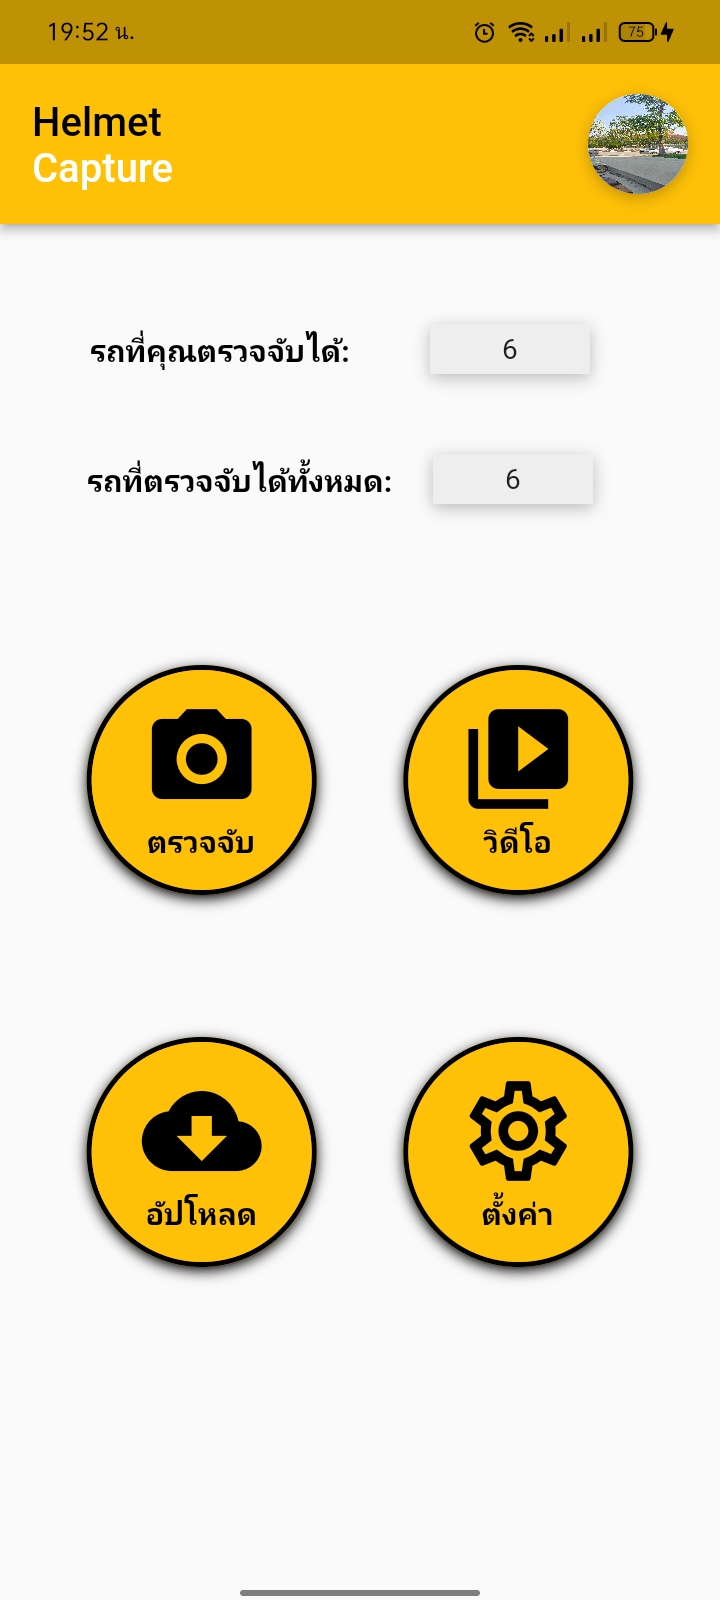 19:52 น.
75
Helmet
Capture
รถที่คุณตรวจจับได้:
6
รถที่ตรวจจับได้ทั้งหมด:
6
ตรวจจับ
วิดีโอ
อัปโหลด
ตั้งค่า